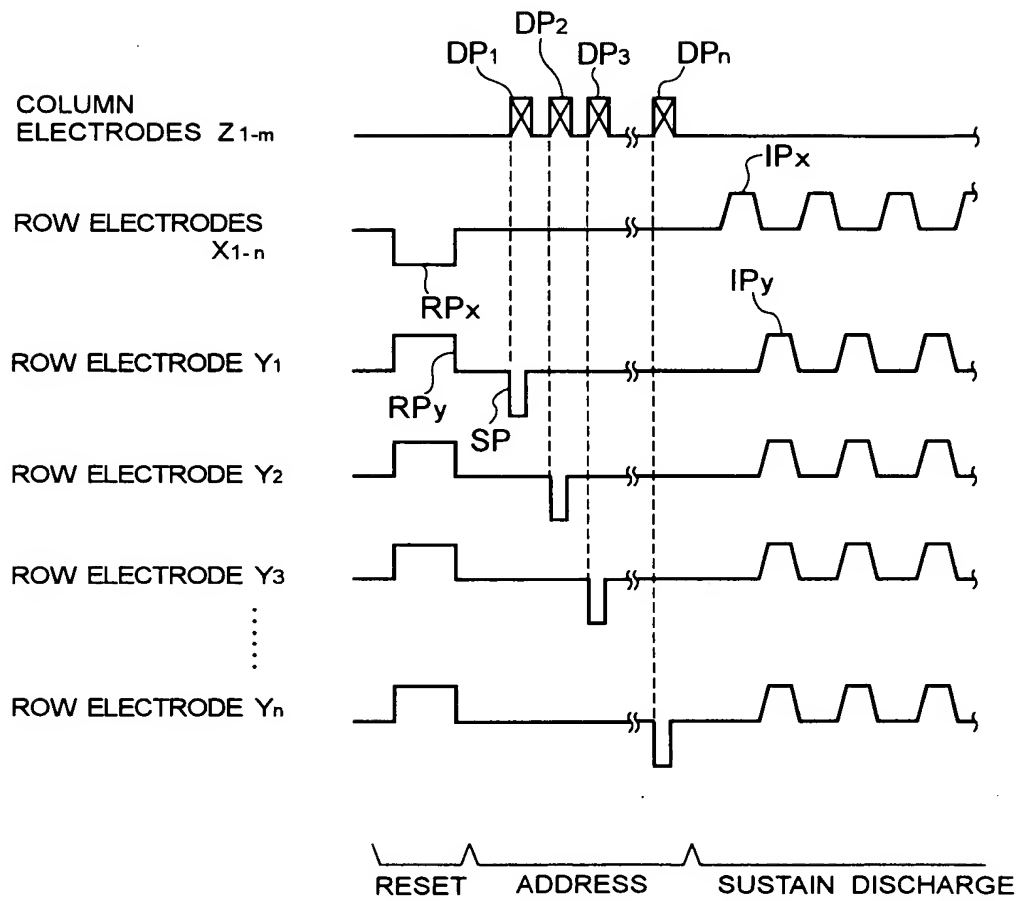 DP1
DP2
DP3
DPn
COLUMN
ELECTRODES Z1-m
IPx
ROW ELECTRODES
X1-n
RPx
IPy
ROW ELECTRODE Y1
RPy
SP
ROW ELECTRODE Y2
ROW ELECTRODE Y3
ROW ELECTRODE Yn
RESET
ADDRESS
SUSTAIN DISCHARGE